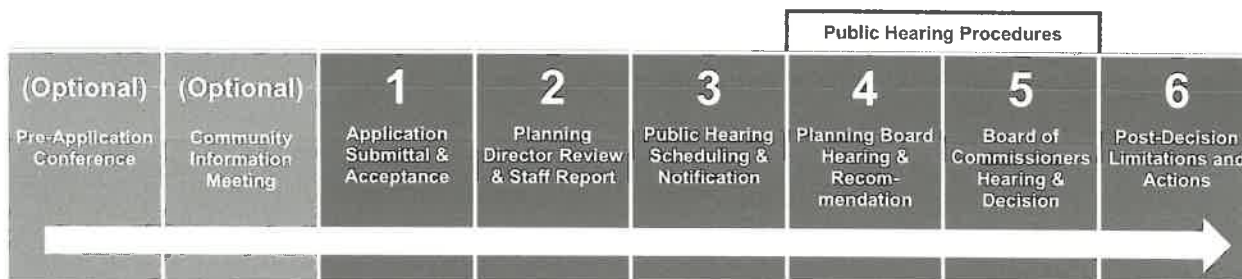 Public Hearing Procedures
(Optional)
Pre-Application
Conference
(Optional)
Community
Information
Meeting
1
Application
Submittal &
Acceptance
2
Planning
Director Review
& Staff Report
3
Public Hearing
Scheduling &
Notification
4
Planning Board
Hearing &
Recom-
mendation
5
Board of
Commissioners
Hearing &
Decision
6
Post-Decision
Limitations and
Actions